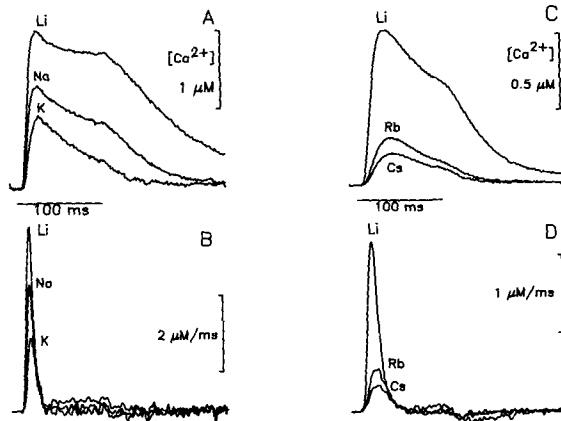 A
Li
[Ca2+]
1 μM
Na
K
100 ms
B
Li
Na
2 μM/ms
K
C
Li
[Ca2+]
0.5 μM
Rb
Cs
100 ms
D
Li
1 μM/ms
Rb
Cs